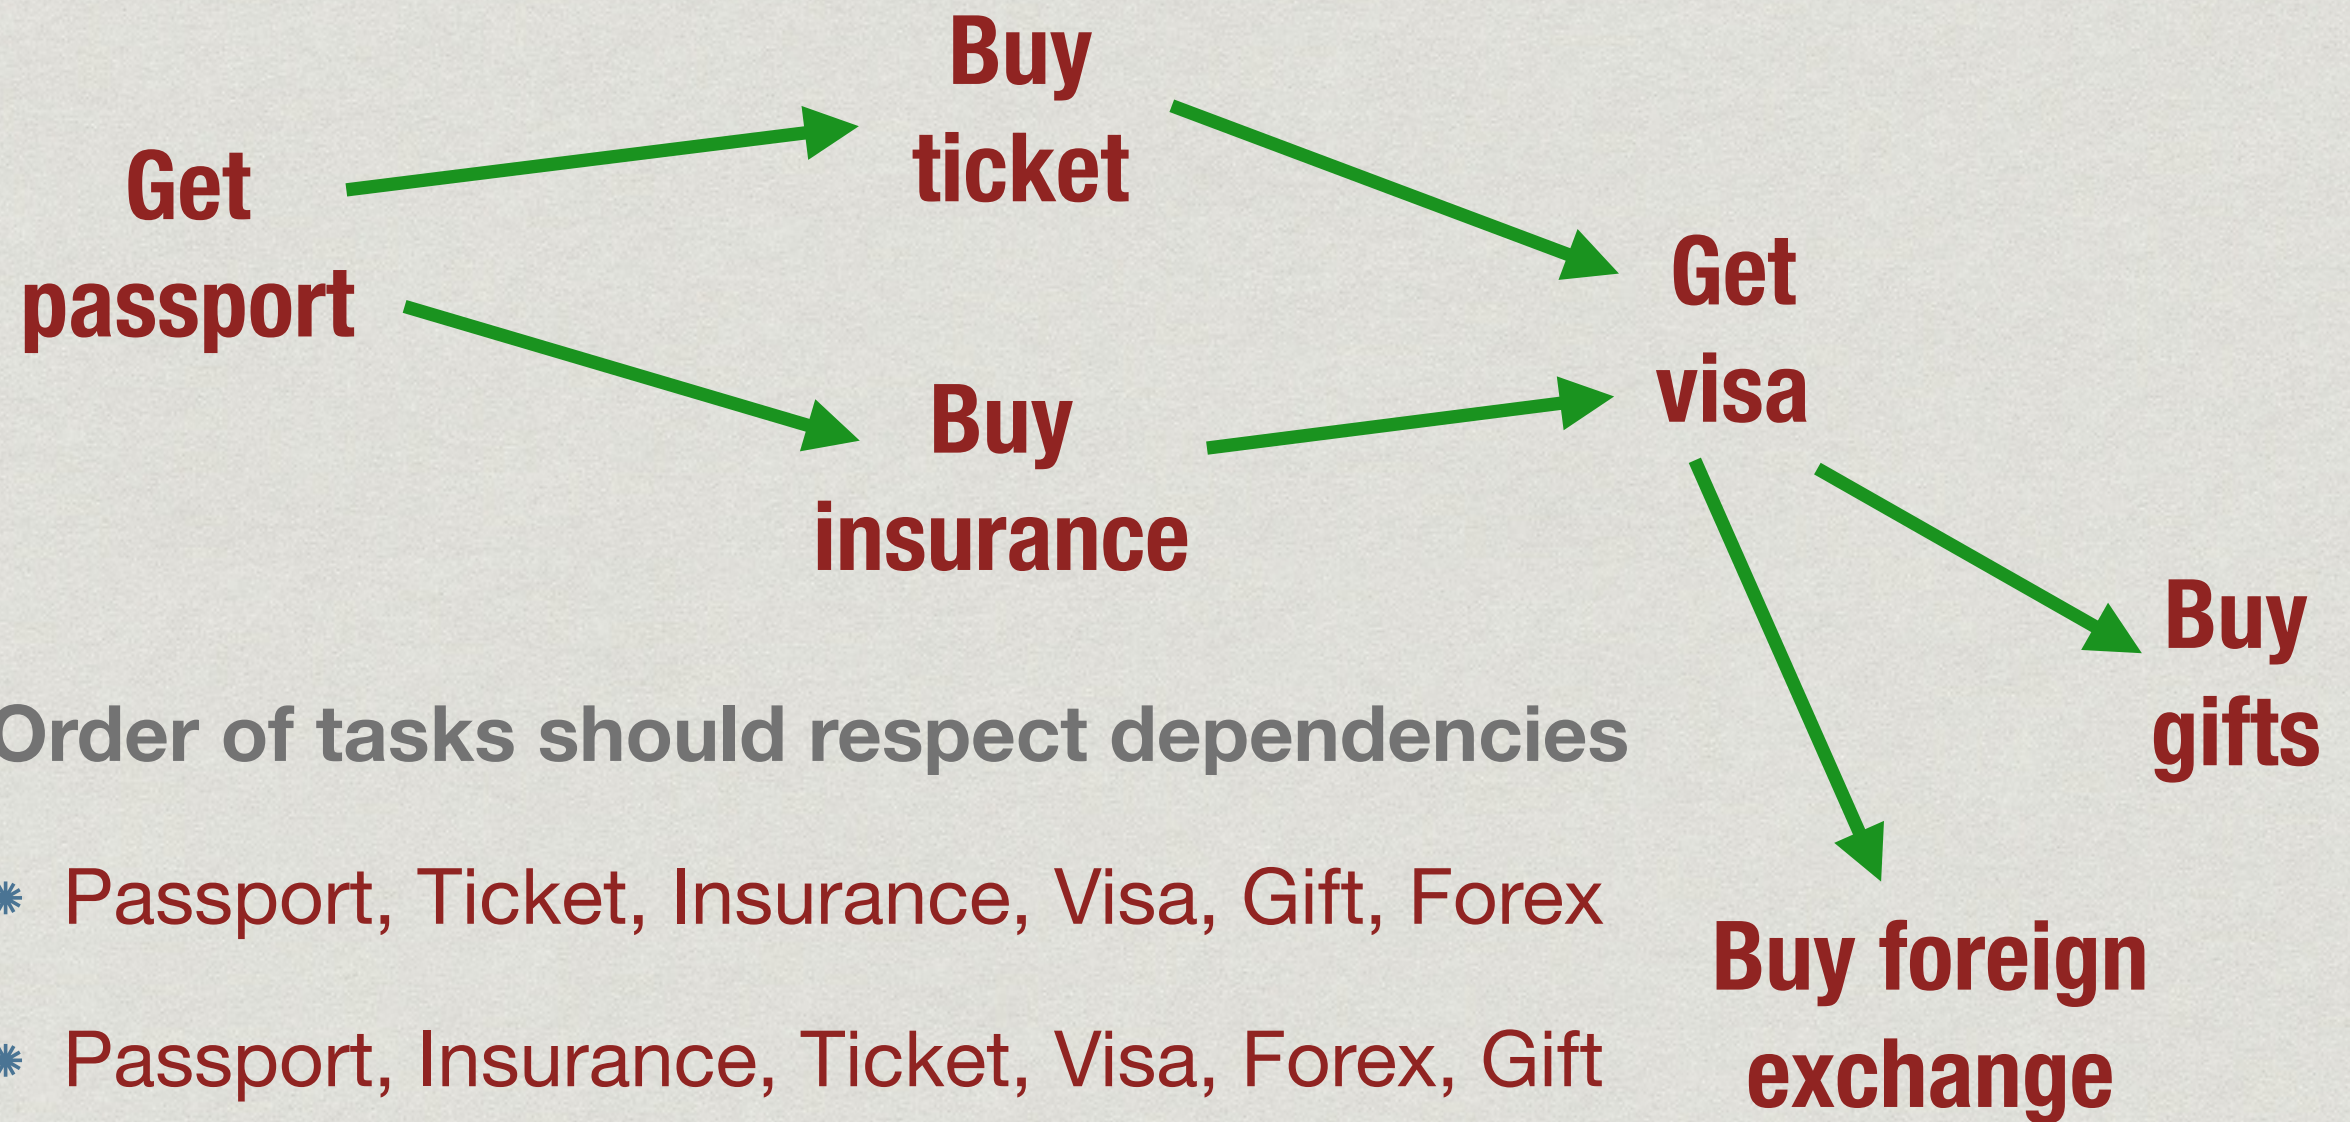 Buy
ticket
Get
passport
Get
visa
Buy
insurance
Buy
gifts
Order of tasks should respect dependencies
Passport, Ticket, Insurance, Visa, Gift, Forex
Buy foreign
exchange
Passport, Insurance, Ticket, Visa, Forex, Gift